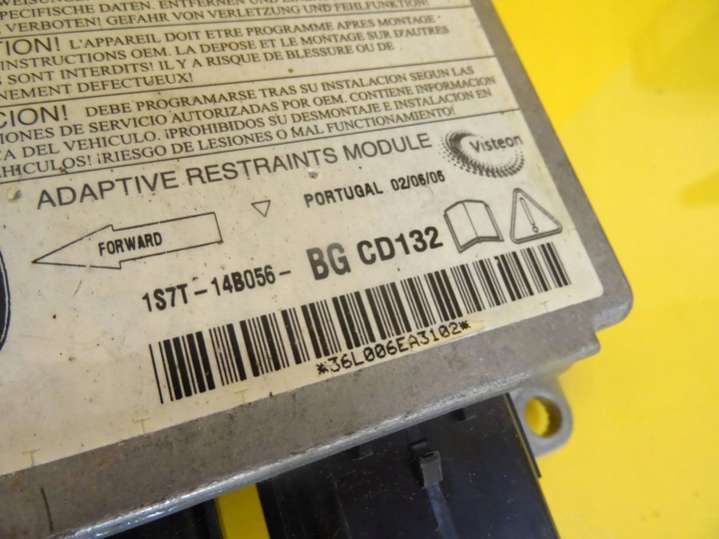 SPEZIFISCHE DATEN. ENTFERNEN UND
VERBOTEN! GEFAHR VON VERLETZUNG UND FEHLFUNKTION!
TION! L'APPAREIL DOIT ETRE PROGRAMME APRES MONTAGE
INSTRUCTIONS OEM. LA DEPOSE ET LE MONTAGE SUR D'AUTRES
S SONT INTERDITS! IL Y A RISQUE DE BLESSURE OU DE
NEMENT DEFECTUEUX!
CION! DEBE PROGRAMARSE TRAS SU INSTALACION SEGUN LAS
IONES DE SERVICIO AUTORIZADAS POR OEM. CONTIENE INFORMACION
CA DEL VEHICULO. ¡PROHIBIDOS SU DESMONTAJE E INSTALACION EN
EHICULOS! ¡RIESGO DE LESIONES O MAL FUNCIONAMIENTO!
ADAPTIVE RESTRAINTS MODULE
Visteon
PORTUGAL 02/06/06
FORWARD
1S7T-14B056- BG CD132
*36L006EA3102*